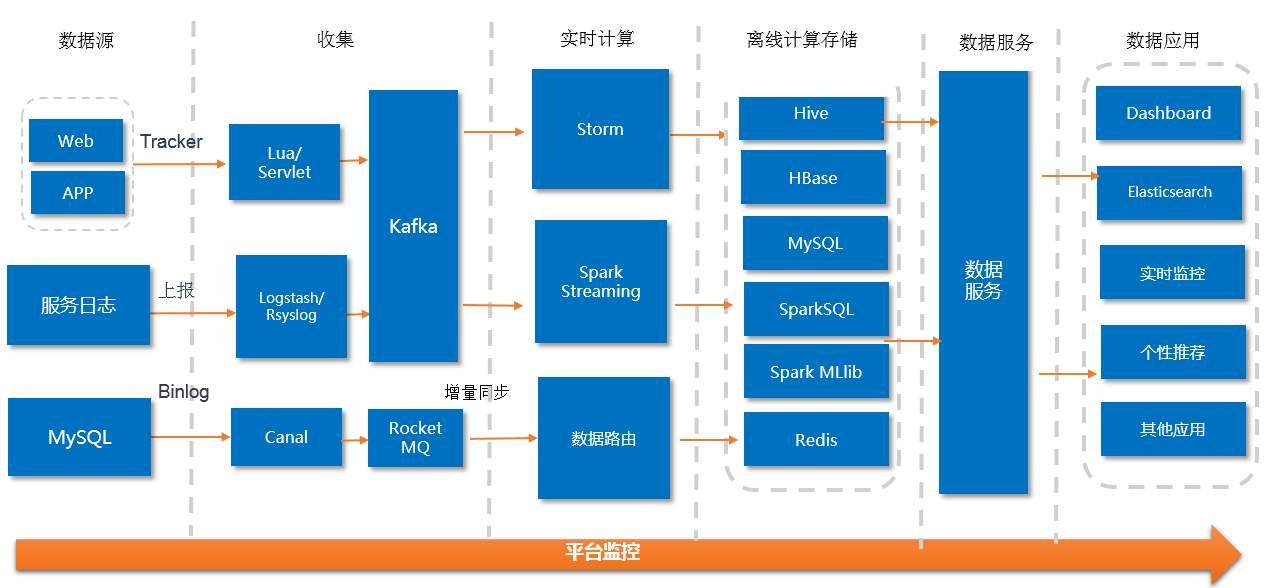 数据源
收集
实时计算
离线计算存储
数据服务
数据应用
Web
APP
Tracker
Lua/
Servlet
Kafka
服务日志
上报
Logstash/
Rsyslog
MySQL
Binlog
Canal
Rocket
MQ
增量同步
Storm
Spark
Streaming
数据路由
Hive
HBase
MySQL
SparkSQL
Spark MLlib
Redis
数据
服务
Dashboard
Elasticsearch
实时监控
个性推荐
其他应用
平台监控